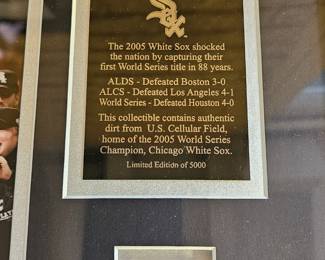 Sox
The 2005 White Sox shocked
the nation by capturing their
first World Series title in 88 years.
ALDS - Defeated Boston 3-0
ALCS - Defeated Los Angeles 4-1
World Series - Defeated Houston 4-0
This collectible contains authentic
dirt from U.S. Cellular Field,
home of the 2005 World Series
Champion, Chicago White Sox.
Limited Edition of 5000